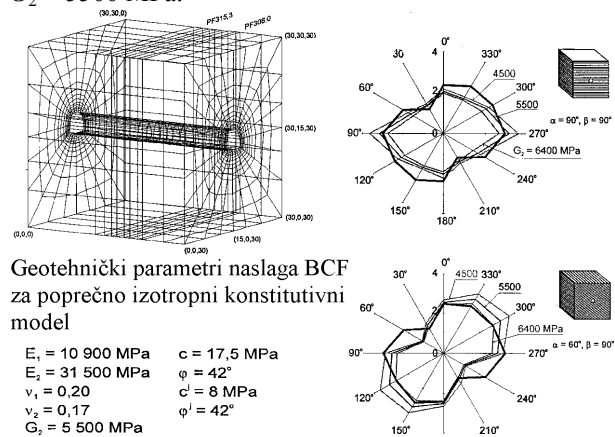 (30,30,0)
PF315,3
PF308,0
(30,30,30)
(30,15,30)
(30,0,30)
(15,0,30)
(0,0,30)
(0,0,0)
0°
30
4
330°
4500
60°
2
300°
5500
90°
0
270°
G₂ = 6400 MPa
120°
240°
150°
210°
180°
α = 90°, β = 90°
Geotehnički parametri naslaga BCF
za poprečno izotropni konstitutivni
model
E₁ = 10 900 MPa
E₂ = 31 500 MPa
ν₁ = 0,20
ν₂ = 0,17
G₂ = 5 500 MPa
c = 17,5 MPa
φ = 42°
cʲ = 8 MPa
φʲ = 42°
0°
30°
4
4500
330°
5500
60°
2
6400 MPa
90°
0
270°
120°
240°
150°
210°
α = 60°, β = 90°